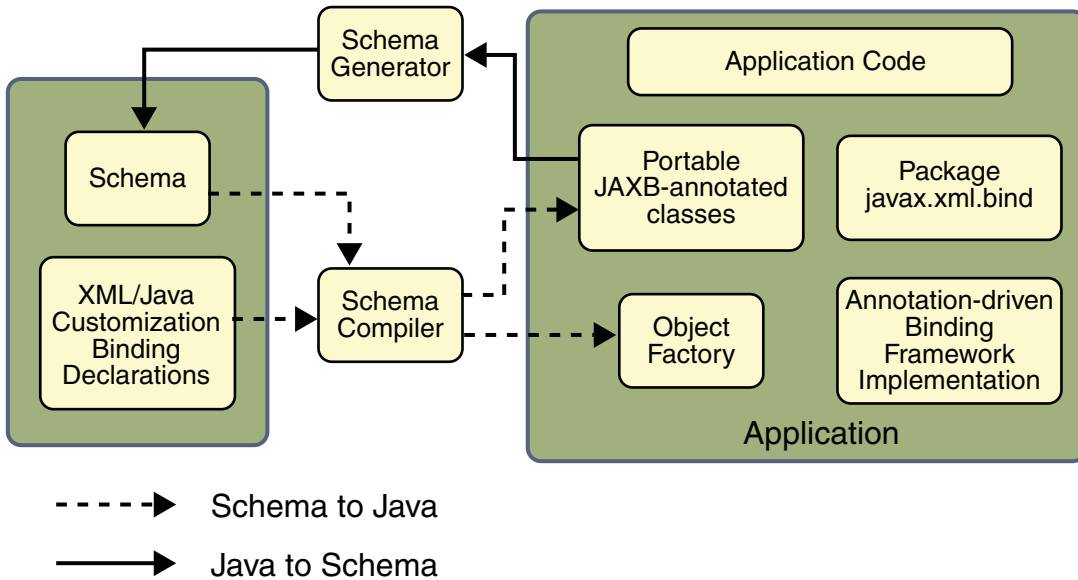 Schema
Generator
Application Code
Schema
Portable
JAXB-annotated
classes
Package
javax.xml.bind
XML/Java
Customization
Binding
Declarations
Schema
Compiler
Object
Factory
Annotation-driven
Binding
Framework
Implementation
Application
Schema to Java
Java to Schema